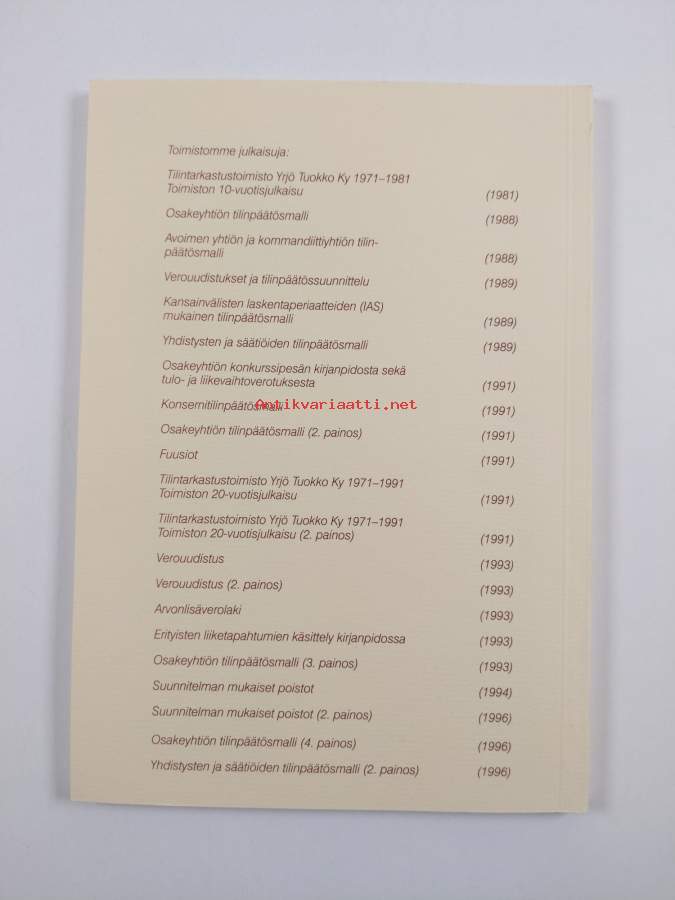 Toimistomme julkaisuja:
Tilintarkastustoimisto Yrjö Tuokko Ky 1971–1981
Toimiston 10-vuotisjulkaisu (1981)
Osakeyhtiön tilinpäätösmalli (1988)
Avoimen yhtiön ja kommandiittiyhtiön tilin-
päätösmalli (1988)
Verouudistukset ja tilinpäätössuunnittelu (1989)
Kansainvälisten laskentaperiaatteiden (IAS)
mukainen tilinpäätösmalli (1989)
Yhdistysten ja säätiöiden tilinpäätösmalli (1989)
Osakeyhtiön konkurssipesän kirjanpidosta sekä
tulo- ja liikevaihtoverotuksesta (1991)
Konsernitilinpäätösmalli (1991)
Antikvariaatti.net
Osakeyhtiön tilinpäätösmalli (2. painos) (1991)
Fuusiot (1991)
Tilintarkastustoimisto Yrjö Tuokko Ky 1971–1991
Toimiston 20-vuotisjulkaisu (1991)
Tilintarkastustoimisto Yrjö Tuokko Ky 1971–1991
Toimiston 20-vuotisjulkaisu (2. painos) (1991)
Verouudistus (1993)
Verouudistus (2. painos) (1993)
Arvonlisäverolaki (1993)
Erityisten liiketapahtumien käsittely kirjanpidossa (1993)
Osakeyhtiön tilinpäätösmalli (3. painos) (1993)
Suunnitelman mukaiset poistot (1994)
Suunnitelman mukaiset poistot (2. painos) (1996)
Osakeyhtiön tilinpäätösmalli (4. painos) (1996)
Yhdistysten ja säätiöiden tilinpäätösmalli (2. painos) (1996)